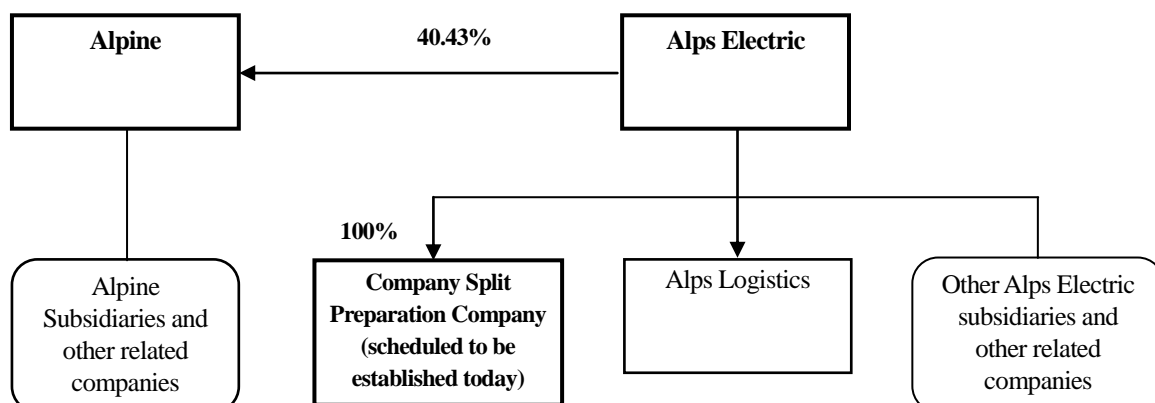 Alpine
40.43%
Alps Electric
100%
Alpine
Subsidiaries and
other related
companies
Company Split
Preparation Company
(scheduled to be
established today)
Alps Logistics
Other Alps Electric
subsidiaries and
other related
companies